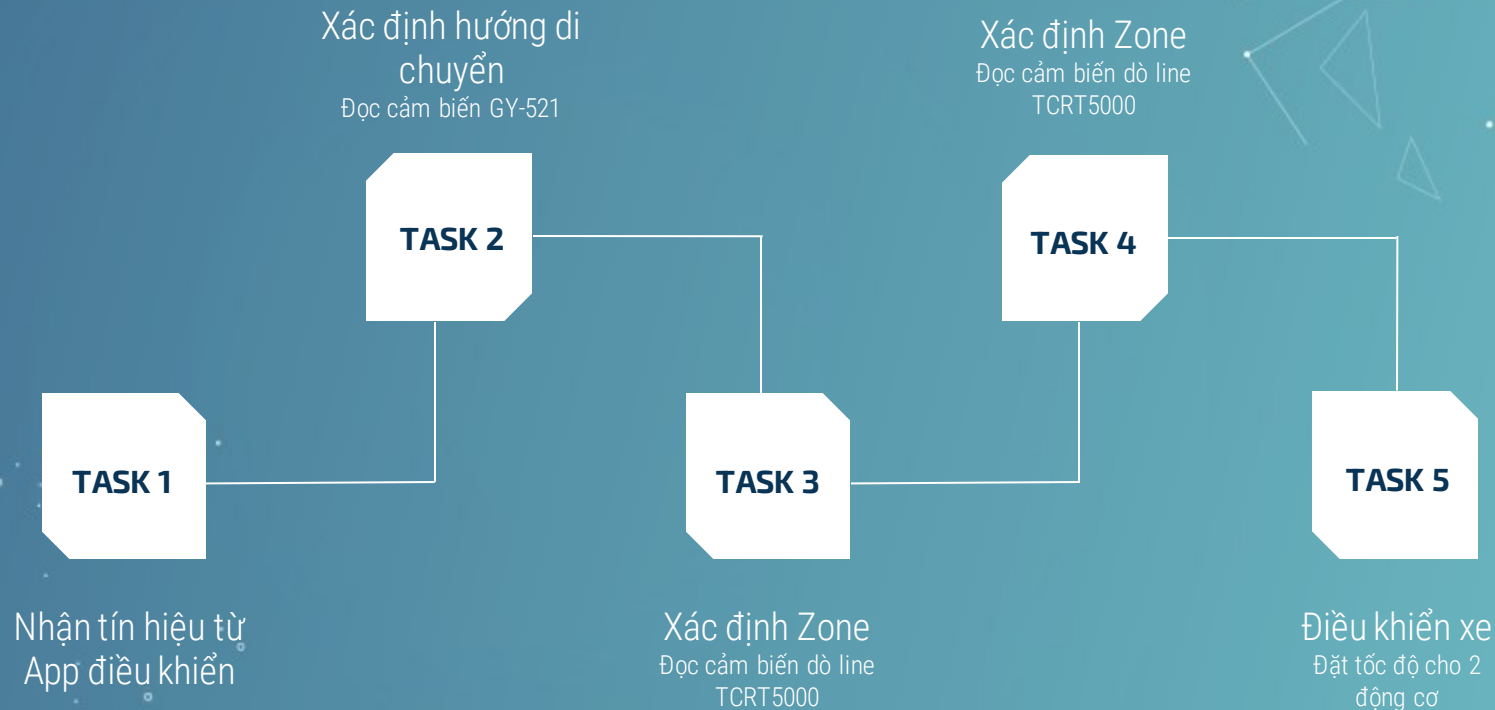 Xác định hướng di
chuyển
Đọc cảm biến GY-521
Xác định Zone
Đọc cảm biến dò line
TCRT5000
TASK 2
TASK 4
TASK 1
TASK 3
TASK 5
Nhận tín hiệu từ
App điều khiển
Xác định Zone
Đọc cảm biến dò line
TCRT5000
Điều khiển xe
Đặt tốc độ cho 2
động cơ